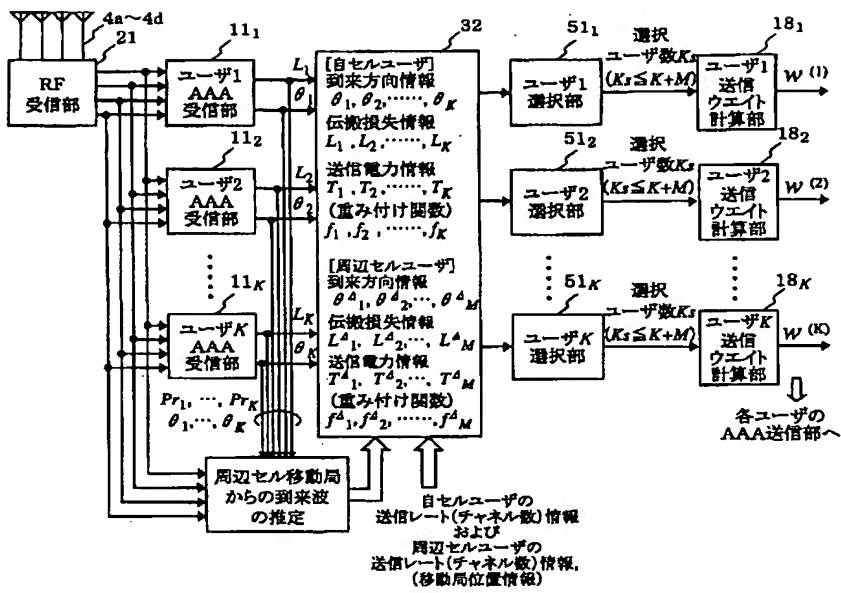 4a～4d
21
RF
受信部
11₁
ユーザ1
AAA
受信部
L₁
θ₁
11₂
ユーザ2
AAA
受信部
L₂
θ₂
11K
ユーザK
AAA
受信部
LK
θK
Pr₁, …, PrK
θ₁, …, θK
周辺セル移動局
からの到来波
の推定
32
[自セルユーザ]
到来方向情報
θ₁, θ₂, ……, θK
伝搬損失情報
L₁, L₂, ……, LK
送信電力情報
T₁, T₂, ……, TK
(重み付け関数)
f₁, f₂, ……, fK
[周辺セルユーザ]
到来方向情報
θ^Δ₁, θ^Δ₂, …, θ^ΔM
伝搬損失情報
L^Δ₁, L^Δ₂, …, L^ΔM
送信電力情報
T^Δ₁, T^Δ₂, …, T^ΔM
(重み付け関数)
f^Δ₁, f^Δ₂, ……, f^ΔM
自セルユーザの
送信レート(チャネル数)情報
および
周辺セルユーザの
送信レート(チャネル数)情報,
(移動局位置情報)
51₁
ユーザ1
選択部
選択
ユーザ数Ks
(Ks≦K+M)
18₁
ユーザ1
送信
ウエイト
計算部
W⁽¹⁾
51₂
ユーザ2
選択部
選択
ユーザ数Ks
(Ks≦K+M)
18₂
ユーザ2
送信
ウエイト
計算部
W⁽²⁾
51K
ユーザK
選択部
選択
ユーザ数Ks
(Ks≦K+M)
18K
ユーザK
送信
ウエイト
計算部
W(K)
各ユーザの
AAA送信部へ